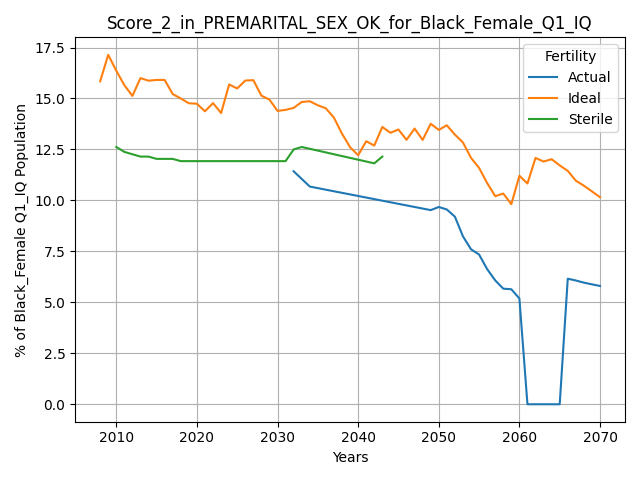 Score_2_in_PREMARITAL_SEX_OK_for_Black_Female_Q1_IQ
% of Black_Female Q1_IQ Population
17.5
15.0
12.5
10.0
7.5
5.0
2.5
0.0
Fertility
Actual
Ideal
Sterile
2010 2020 2030 2040 2050 2060 2070
Years